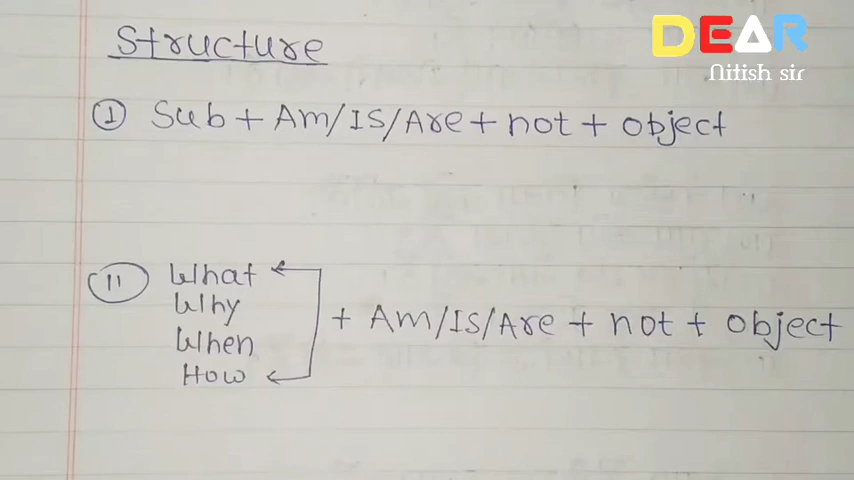 DEAR
Nitish sir
Structure
I Sub + Am/IS/Are + not + object
II What
Why
When
How
+ Am/IS/Are + not + object